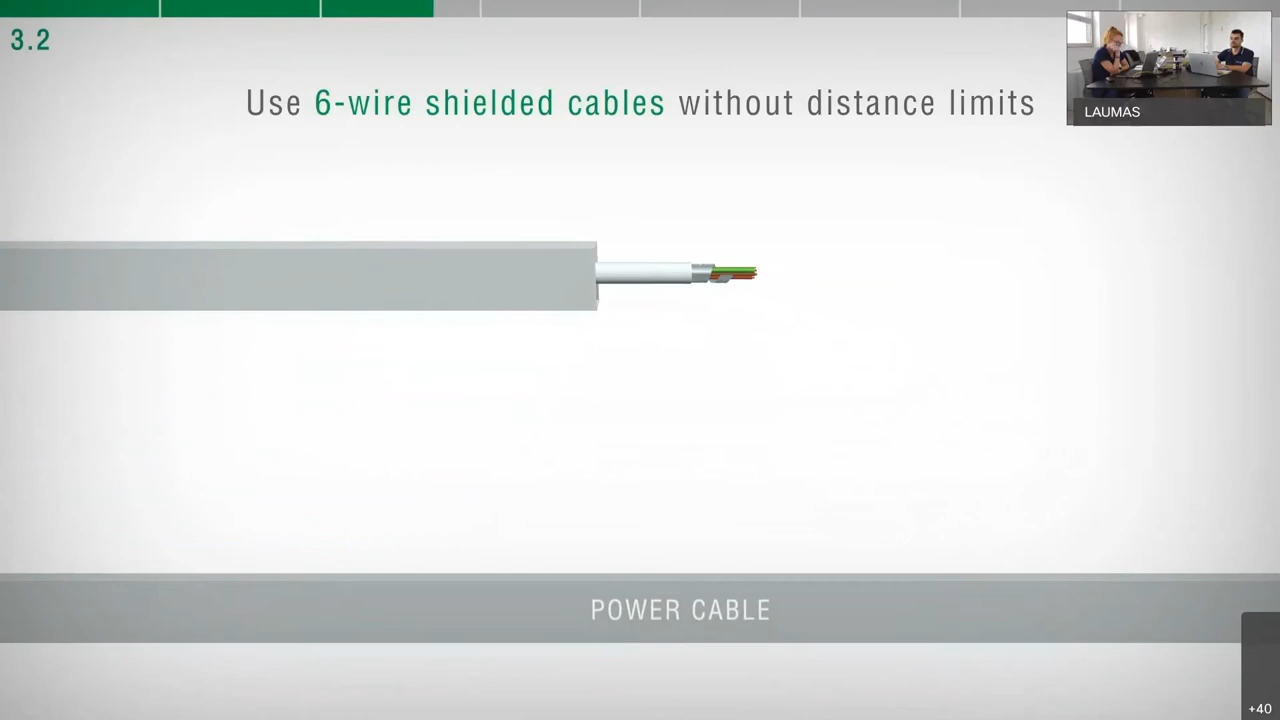 3.2
Use 6-wire shielded cables without distance limits
LAUMAS
POWER CABLE
+40